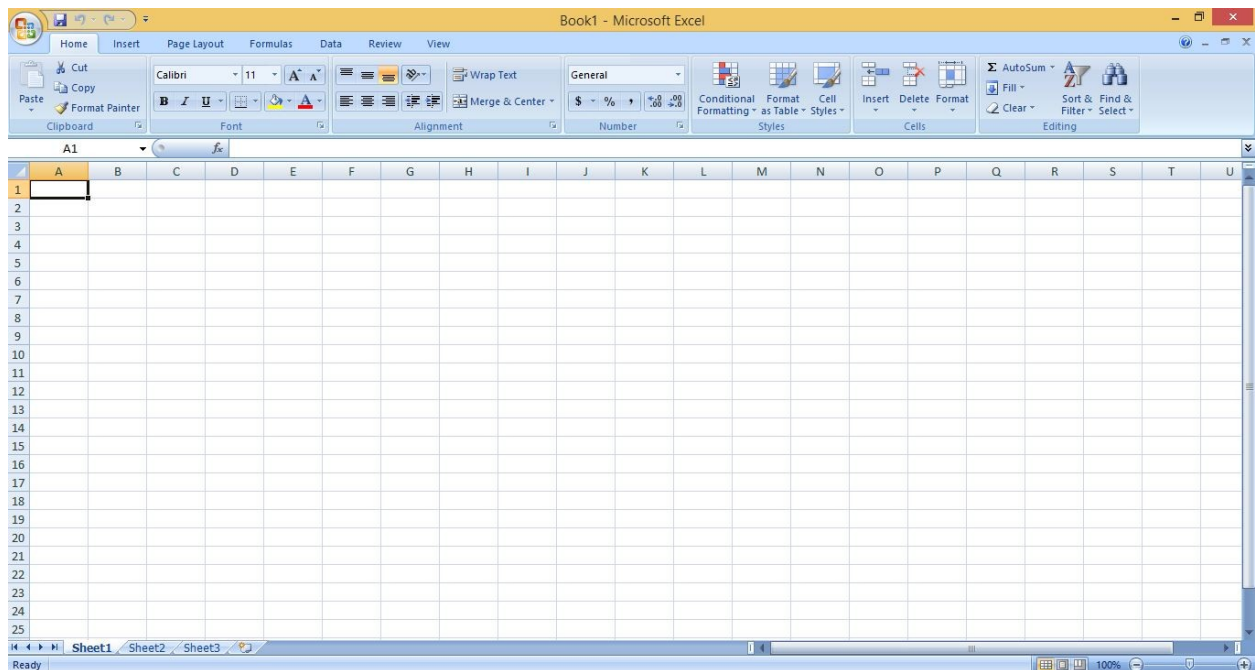 Book1 - Microsoft Excel
Home Insert Page Layout Formulas Data Review View
Cut
Copy
Format Painter
Paste
Clipboard
Calibri 11 A A
B I U A
Font
Wrap Text
Merge & Center
Alignment
General
$ % , .0 .00 .00 .0
Number
Conditional Formatting
Format as Table
Cell Styles
Styles
Insert Delete Format
Cells
Σ AutoSum
Fill
Clear
Sort & Filter
Find & Select
Editing
A1 fx
A B C D E F G H I J K L M N O P Q R S T U
1
2
3
4
5
6
7
8
9
10
11
12
13
14
15
16
17
18
19
20
21
22
23
24
25
Sheet1 Sheet2 Sheet3
Ready 100%